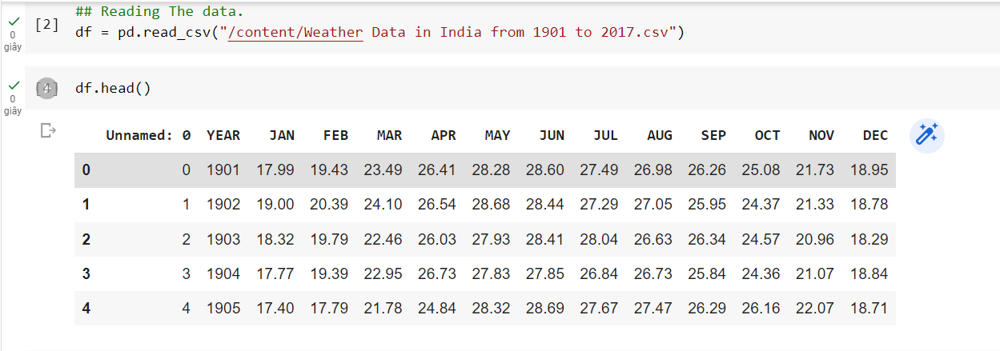 ## Reading The data.
[2] df = pd.read_csv("/content/Weather Data in India from 1901 to 2017.csv")
0
giây
[4] df.head()
0
giây
Unnamed: 0 YEAR JAN FEB MAR APR MAY JUN JUL AUG SEP OCT NOV DEC
0 0 1901 17.99 19.43 23.49 26.41 28.28 28.60 27.49 26.98 26.26 25.08 21.73 18.95
1 1 1902 19.00 20.39 24.10 26.54 28.68 28.44 27.29 27.05 25.95 24.37 21.33 18.78
2 2 1903 18.32 19.79 22.46 26.03 27.93 28.41 28.04 26.63 26.34 24.57 20.96 18.29
3 3 1904 17.77 19.39 22.95 26.73 27.83 27.85 26.84 26.73 25.84 24.36 21.07 18.84
4 4 1905 17.40 17.79 21.78 24.84 28.32 28.69 27.67 27.47 26.29 26.16 22.07 18.71